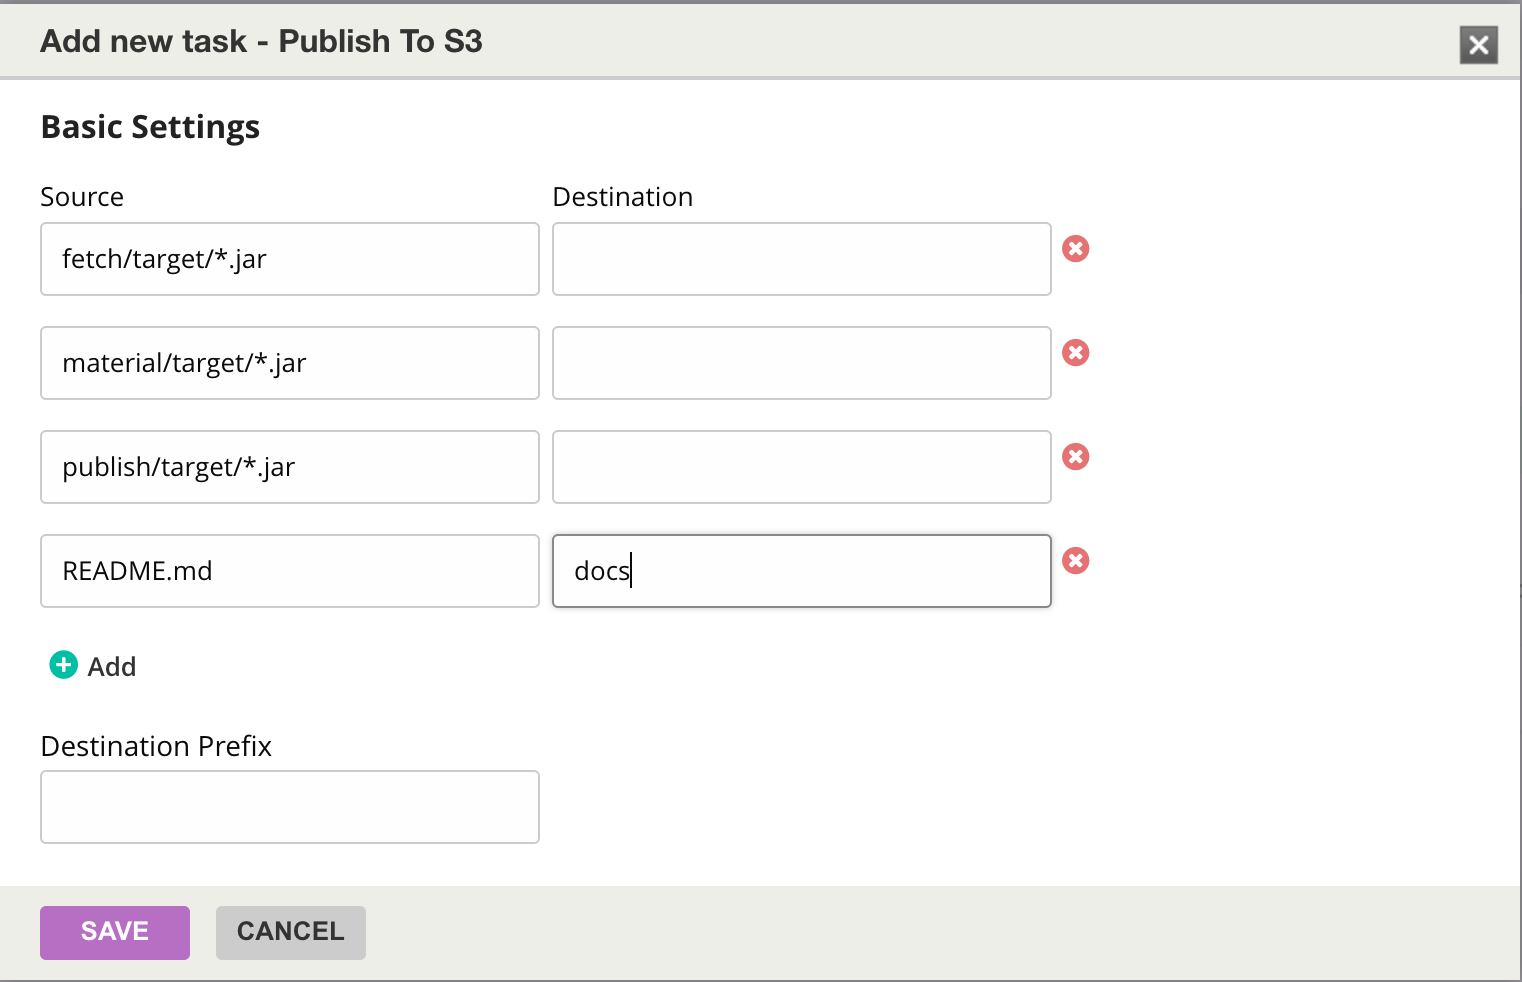 Add new task - Publish To S3
Basic Settings
Source Destination
fetch/target/*.jar
material/target/*.jar
publish/target/*.jar
README.md docs
Add
Destination Prefix
SAVE CANCEL